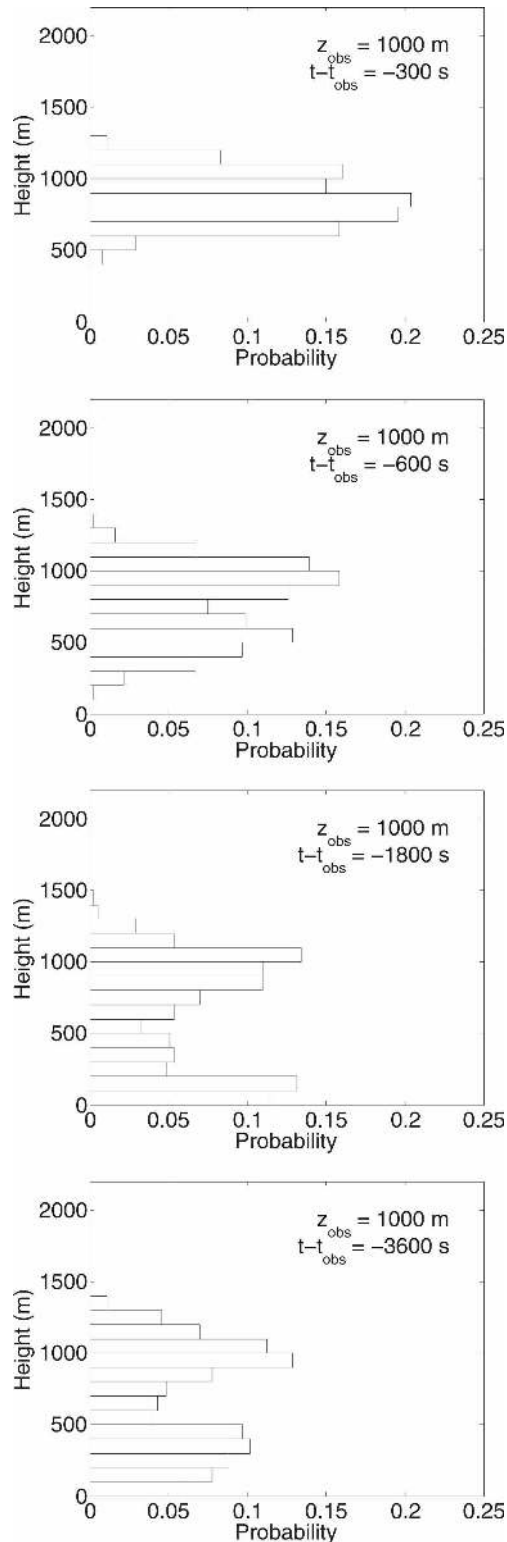 2000
1500
1000
500
0
Height (m)
z_obs = 1000 m
t–t_obs = –300 s
0 0.05 0.1 0.15 0.2 0.25
Probability
2000
1500
1000
500
0
Height (m)
z_obs = 1000 m
t–t_obs = –600 s
0 0.05 0.1 0.15 0.2 0.25
Probability
2000
1500
1000
500
0
Height (m)
z_obs = 1000 m
t–t_obs = –1800 s
0 0.05 0.1 0.15 0.2 0.25
Probability
2000
1500
1000
500
0
Height (m)
z_obs = 1000 m
t–t_obs = –3600 s
0 0.05 0.1 0.15 0.2 0.25
Probability